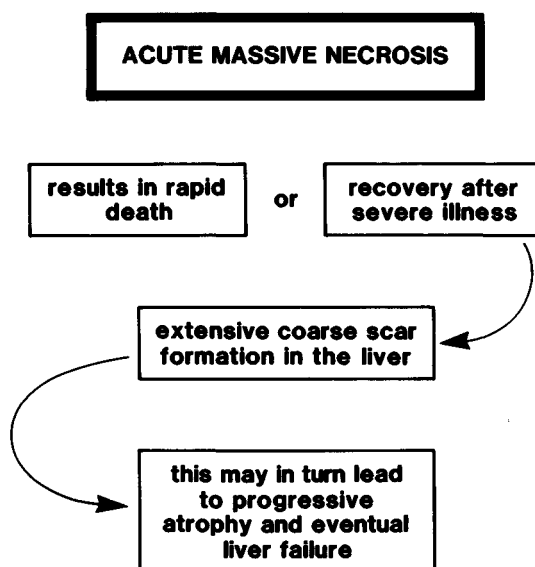 ACUTE MASSIVE NECROSIS
results in rapid
death
or
recovery after
severe illness
extensive coarse scar
formation in the liver
this may in turn lead
to progressive
atrophy and eventual
liver failure